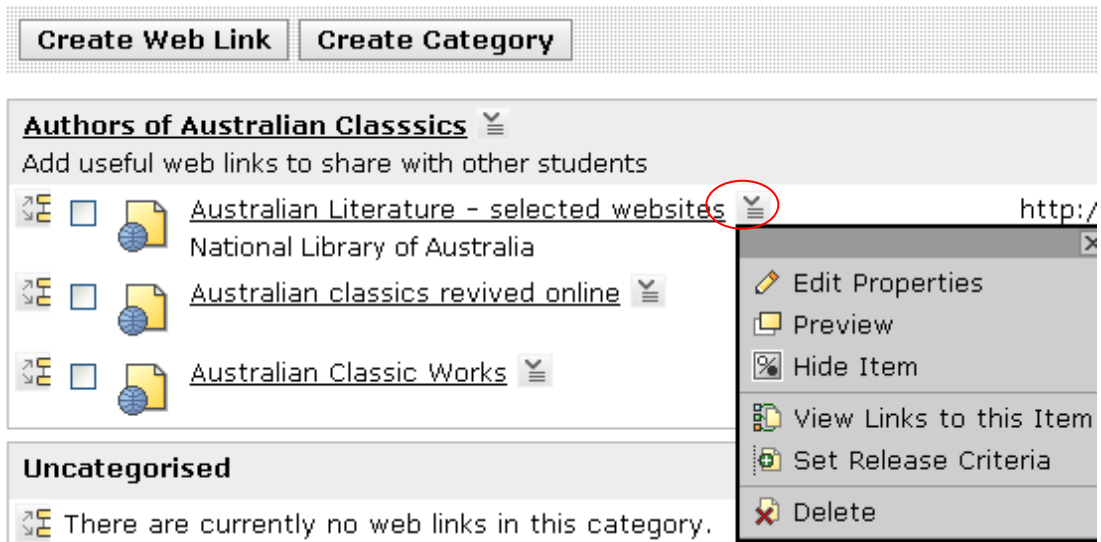 Create Web Link Create Category
Authors of Australian Classsics
Add useful web links to share with other students
Australian Literature – selected websites http:/
National Library of Australia
Australian classics revived online
Australian Classic Works
Edit Properties
Preview
Hide Item
View Links to this Item
Set Release Criteria
Delete
Uncategorised
There are currently no web links in this category.